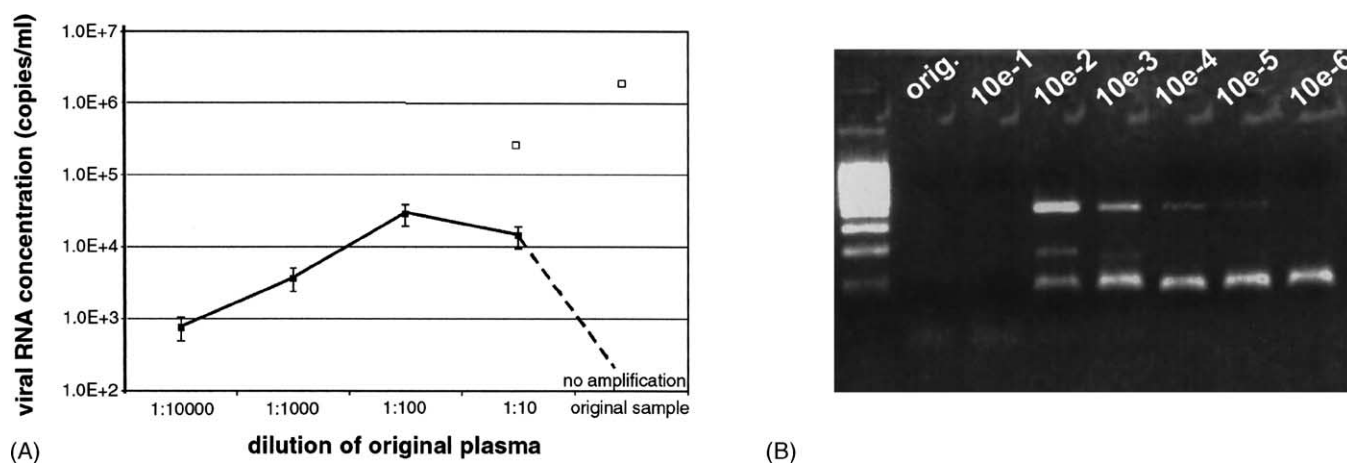 viral RNA concentration (copies/ml)
1.0E+7
1.0E+6
1.0E+5
1.0E+4
1.0E+3
1.0E+2
no amplification
1:10000
1:1000
1:100
1:10
original sample
dilution of original plasma
(A)
orig.
10e-1
10e-2
10e-3
10e-4
10e-5
10e-6
(B)